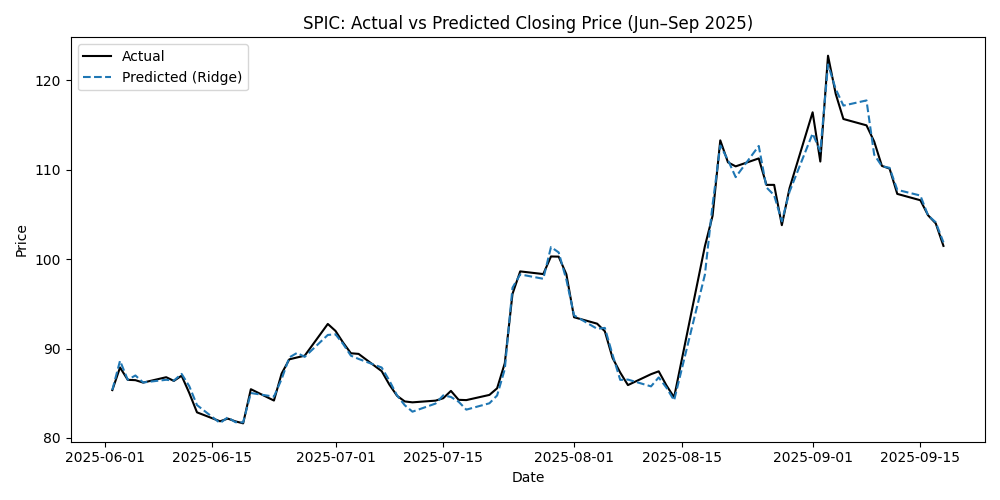 SPIC: Actual vs Predicted Closing Price (Jun–Sep 2025)
Actual
Predicted (Ridge)
Price
120
110
100
90
80
2025-06-01 2025-06-15 2025-07-01 2025-07-15 2025-08-01 2025-08-15 2025-09-01 2025-09-15
Date